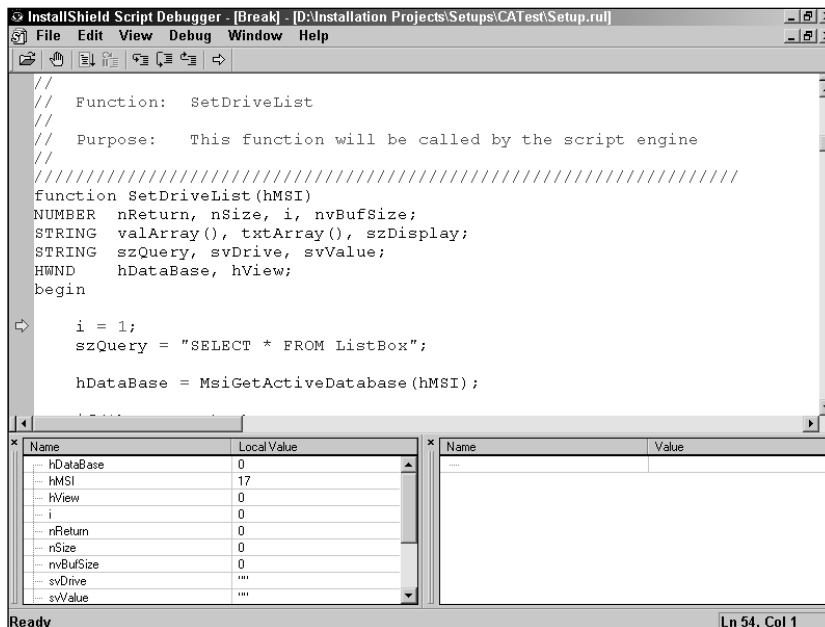 InstallShield Script Debugger - [Break] - [D:\Installation Projects\Setups\CATest\Setup.rul]
File Edit View Debug Window Help
//
// Function: SetDriveList
//
// Purpose: This function will be called by the script engine
//
////////////////////////////////////////////////////////////////////
function SetDriveList(hMSI)
NUMBER nReturn, nSize, i, nvBufSize;
STRING valArray(), txtArray(), szDisplay;
STRING szQuery, svDrive, svValue;
HWND hDataBase, hView;
begin
i = 1;
szQuery = "SELECT * FROM ListBox";
hDataBase = MsiGetActiveDatabase(hMSI);
Name Local Value
hDataBase 0
hMSI 17
hView 0
i 0
nReturn 0
nSize 0
nvBufSize 0
svDrive ""
svValue ""
Name Value
Ready Ln 54, Col 1